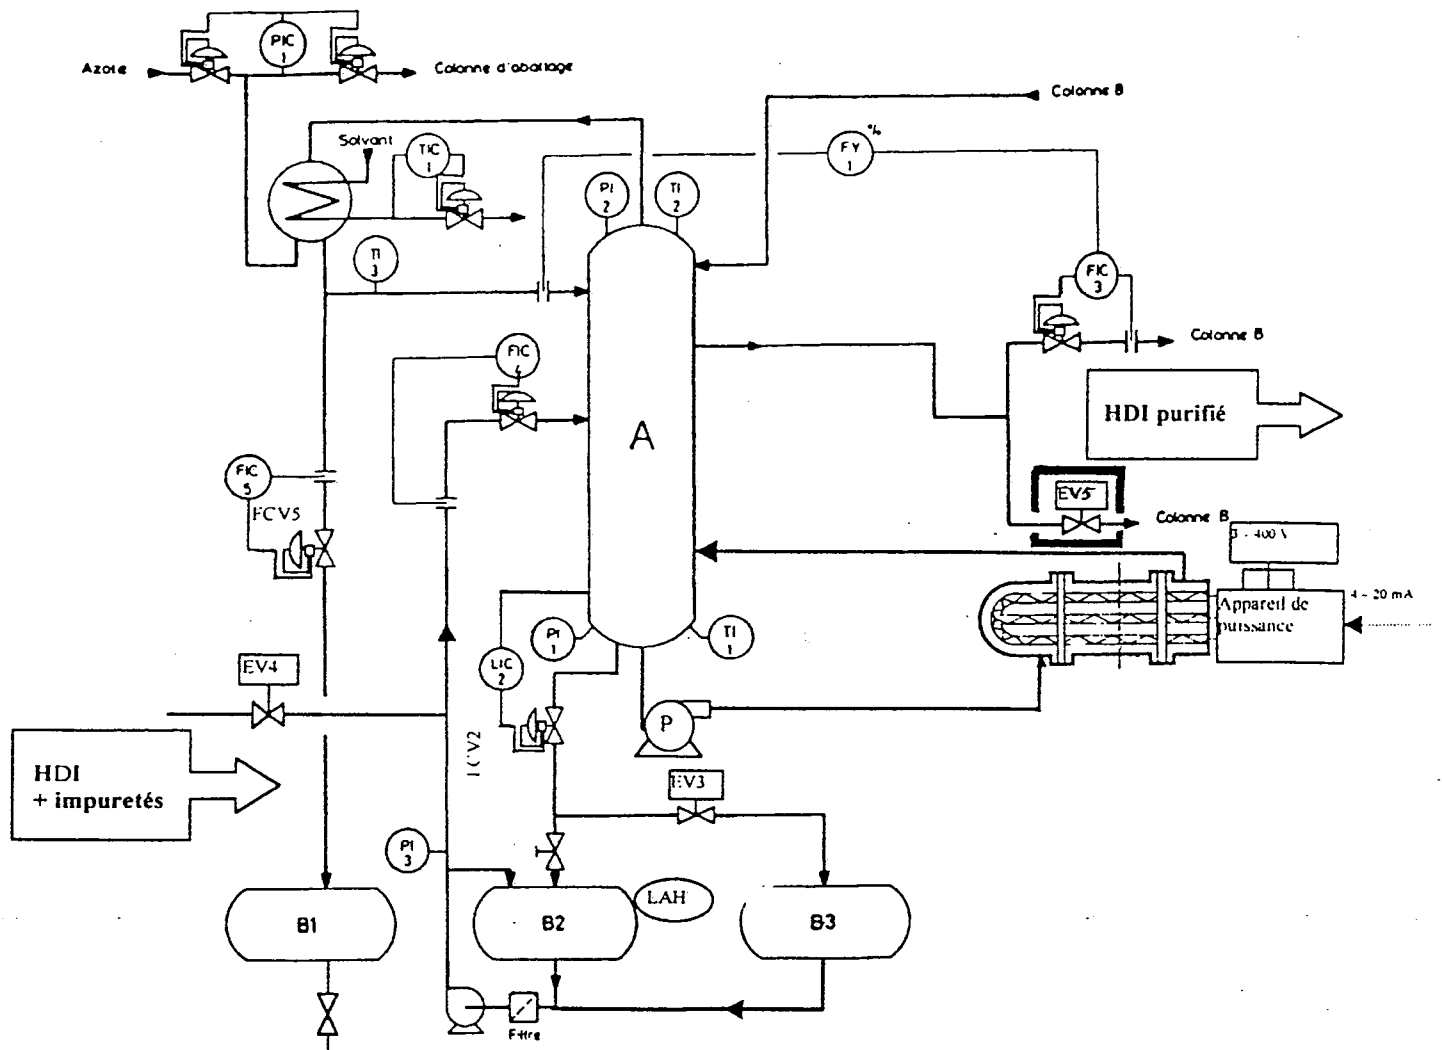 PIC
1
Azote
Colonne d'abattage
Colonne B
Solvant
TIC
1
FY
1
%
PI
2
TI
2
TI
3
FIC
3
Colonne B
FIC
4
HDI purifié
A
FIC
5
FCV5
EV5
Colonne B
3 - 400 V
Appareil de
puissance
4 - 20 mA
PI
1
TI
1
LIC
2
EV4
P
HDI
+ impuretés
EV3
PI
3
LAH
B1
B2
B3
Filtre